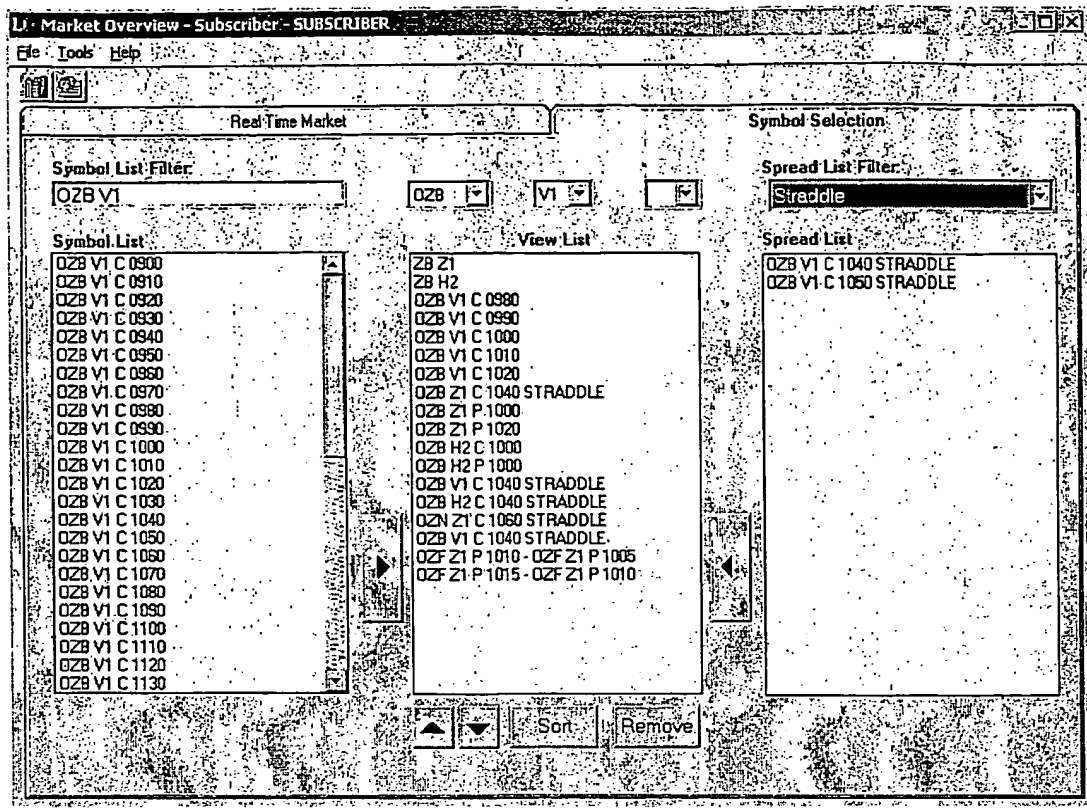 Market Overview - Subscriber - SUBSCRIBER
File Tools Help
Real Time Market
Symbol Selection
Symbol List Filter:
Spread List Filter:
OZB V1
OZB
V1
Straddle
Symbol List
View List
Spread List
OZB V1 C 0900
OZB V1 C 0910
OZB V1 C 0920
OZB V1 C 0930
OZB V1 C 0940
OZB V1 C 0950
OZB V1 C 0960
OZB V1 C 0970
OZB V1 C 0980
OZB V1 C 0990
OZB V1 C 1000
OZB V1 C 1010
OZB V1 C 1020
OZB V1 C 1030
OZB V1 C 1040
OZB V1 C 1050
OZB V1 C 1060
OZB V1 C 1070
OZB V1 C 1080
OZB V1 C 1090
OZB V1 C 1100
OZB V1 C 1110
OZB V1 C 1120
OZB V1 C 1130
ZB Z1
ZB H2
OZB V1 C 0980
OZB V1 C 0990
OZB V1 C 1000
OZB V1 C 1010
OZB V1 C 1020
OZB Z1 C 1040 STRADDLE
OZB Z1 P 1000
OZB Z1 P 1020
OZB H2 C 1000
OZB H2 P 1000
OZB V1 C 1040 STRADDLE
OZB H2 C 1040 STRADDLE
OZN Z1 C 1060 STRADDLE
OZB V1 C 1040 STRADDLE
OZF Z1 P 1010 - OZF Z1 P 1005
OZF Z1 P 1015 - OZF Z1 P 1010
OZB V1 C 1040 STRADDLE
OZB V1 C 1050 STRADDLE
Sort
Remove